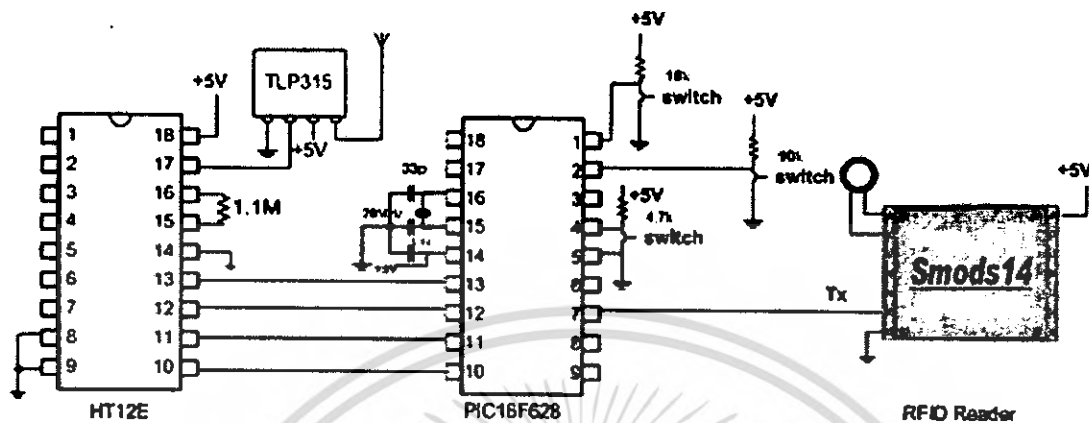 +5V
18k
switch
+5V
10k
switch
+5V
4.7k
switch
+5V
TLP315
+5V
+5V
1
2
3
4
5
6
7
8
9
18
17
16
15
14
13
12
11
10
1.1M
33p
+5V
18
17
16
15
14
13
12
11
10
1
2
3
4
5
6
7
8
9
Tx
Smods14
HT12E
PIC16F628
RFID Reader